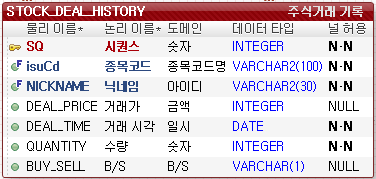 STOCK_DEAL_HISTORY 주식거래 기록
물리 이름* 논리 이름* 도메인 데이터 타입 널 허용
SQ 시퀀스 숫자 INTEGER N·N
isuCd 종목코드 종목코드명 VARCHAR2(100) N·N
NICKNAME 닉네임 아이디 VARCHAR2(30) N·N
DEAL_PRICE 거래가 금액 INTEGER NULL
DEAL_TIME 거래 시각 일시 DATE N·N
QUANTITY 수량 숫자 INTEGER N·N
BUY_SELL B/S B/S VARCHAR(1) NULL